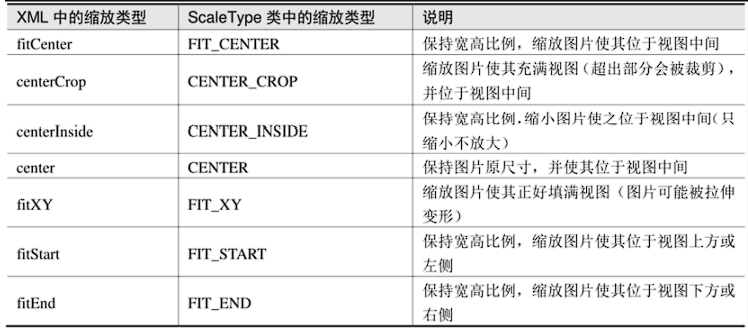 XML 中的缩放类型 ScaleType 类中的缩放类型 说明
fitCenter FIT_CENTER 保持宽高比例，缩放图片使其位于视图中间
centerCrop CENTER_CROP 缩放图片使其充满视图（超出部分会被裁剪），
并位于视图中间
centerInside CENTER_INSIDE 保持宽高比例，缩小图片使之位于视图中间（只
缩小不放大）
center CENTER 保持图片原尺寸，并使其位于视图中间
fitXY FIT_XY 缩放图片使其正好填满视图（图片可能被拉伸
变形）
fitStart FIT_START 保持宽高比例，缩放图片使其位于视图上方或
左侧
fitEnd FIT_END 保持宽高比例，缩放图片使其位于视图下方或
右侧